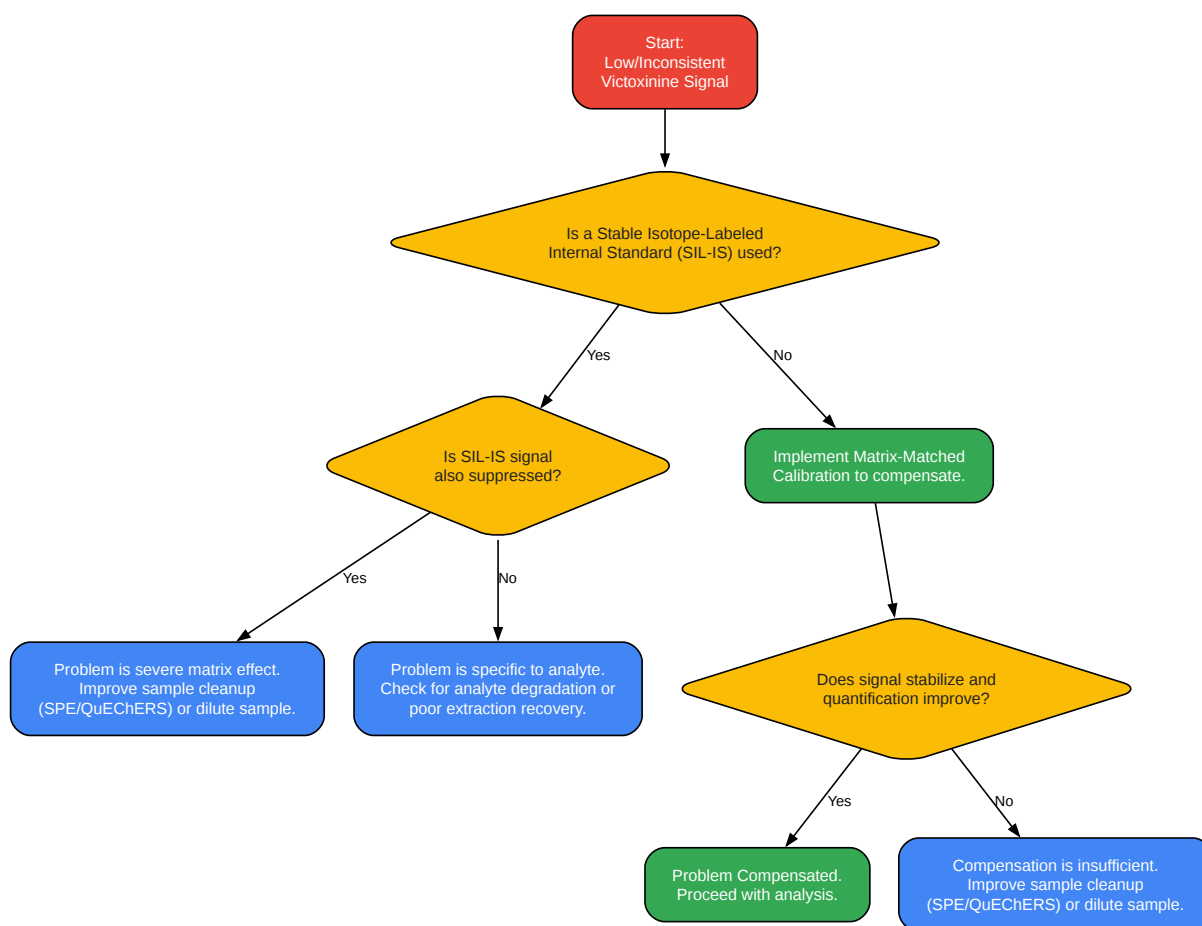 Start:
Low/Inconsistent
Victoxinine Signal
Is a Stable Isotope-Labeled
Internal Standard (SIL-IS) used?
Yes
No
Is SIL-IS signal
also suppressed?
Implement Matrix-Matched
Calibration to compensate.
Yes
No
Problem is severe matrix effect.
Improve sample cleanup
(SPE/QuEChERS) or dilute sample.
Problem is specific to analyte.
Check for analyte degradation or
poor extraction recovery.
Does signal stabilize and
quantification improve?
Yes
No
Problem Compensated.
Proceed with analysis.
Compensation is insufficient.
Improve sample cleanup
(SPE/QuEChERS) or dilute sample.